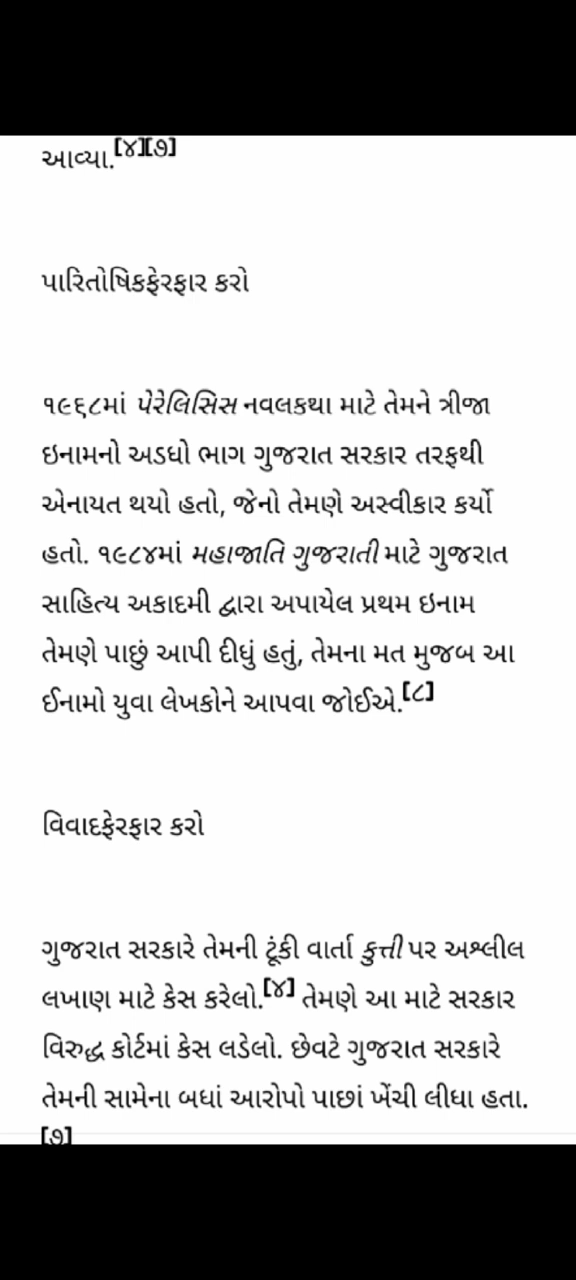 આવ્યા.[૪][૭]
પારિતોષિકફેરફાર કરો
૧૯૬૮માં પેરેલિસિસ નવલકથા માટે તેમને ત્રીજા
ઇનામનો અડધો ભાગ ગુજરાત સરકાર તરફથી
એનાયત થયો હતો, જેનો તેમણે અસ્વીકાર કર્યો
હતો. ૧૯૮૪માં મહાજાતિ ગુજરાતી માટે ગુજરાત
સાહિત્ય અકાદમી દ્વારા અપાયેલ પ્રથમ ઇનામ
તેમણે પાછું આપી દીધું હતું, તેમના મત મુજબ આ
ઈનામો યુવા લેખકોને આપવા જોઈએ.[૮]
વિવાદફેરફાર કરો
ગુજરાત સરકારે તેમની ટૂંકી વાર્તા કુત્તી પર અશ્લીલ
લખાણ માટે કેસ કરેલો.[૪] તેમણે આ માટે સરકાર
વિરુદ્ધ કોર્ટમાં કેસ લડેલો. છેવટે ગુજરાત સરકારે
તેમની સામેના બધાં આરોપો પાછાં ખેંચી લીધા હતા.
[૭]